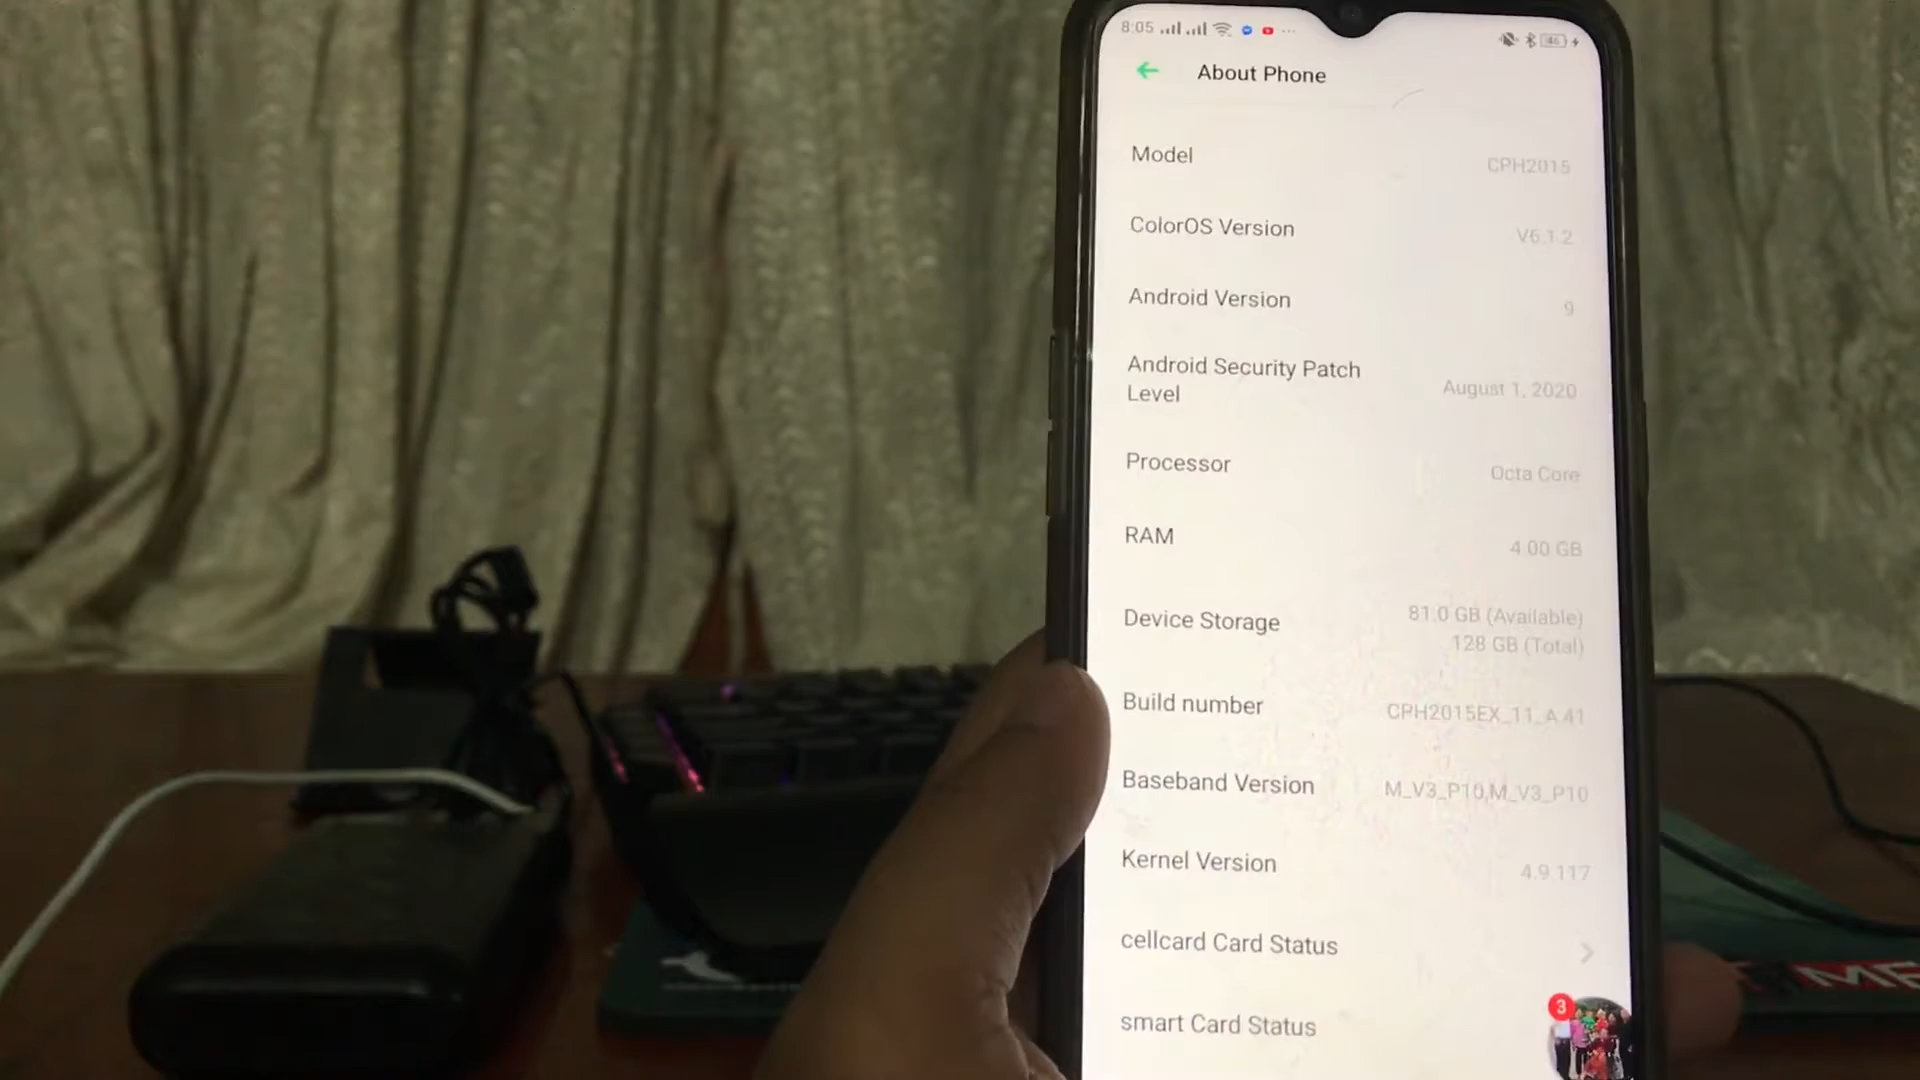 8:05
46
About Phone
Model
CPH2015
ColorOS Version
V6.1.2
Android Version
9
Android Security Patch
Level
August 1, 2020
Processor
Octa Core
RAM
4.00 GB
Device Storage
81.0 GB (Available)
128 GB (Total)
Build number
CPH2015EX_11_A.41
Baseband Version
M_V3_P10,M_V3_P10
Kernel Version
4.9.117
cellcard Card Status
smart Card Status
3